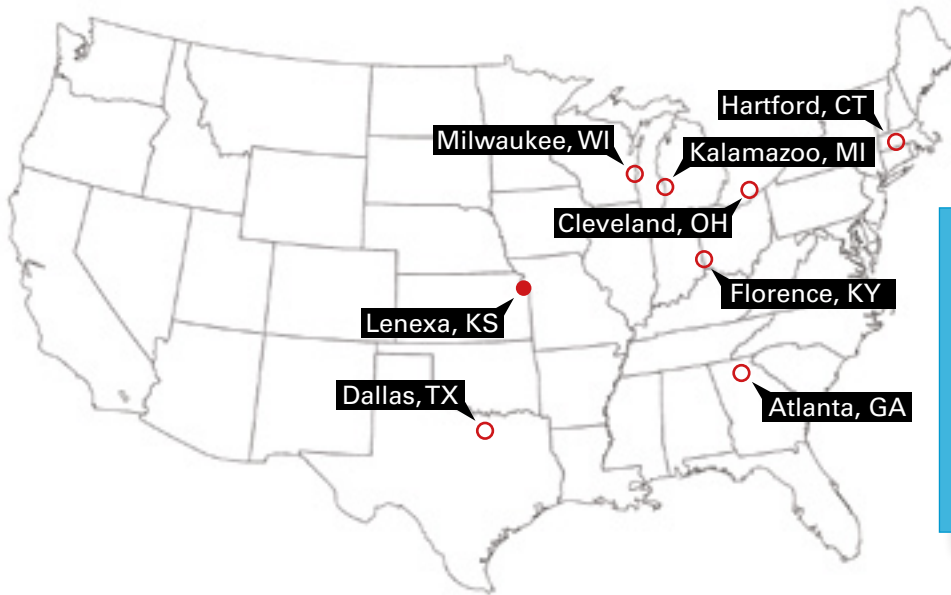 Hartford, CT
Milwaukee, WI
Kalamazoo, MI
Cleveland, OH
Florence, KY
Lenexa, KS
Dallas, TX
Atlanta, GA